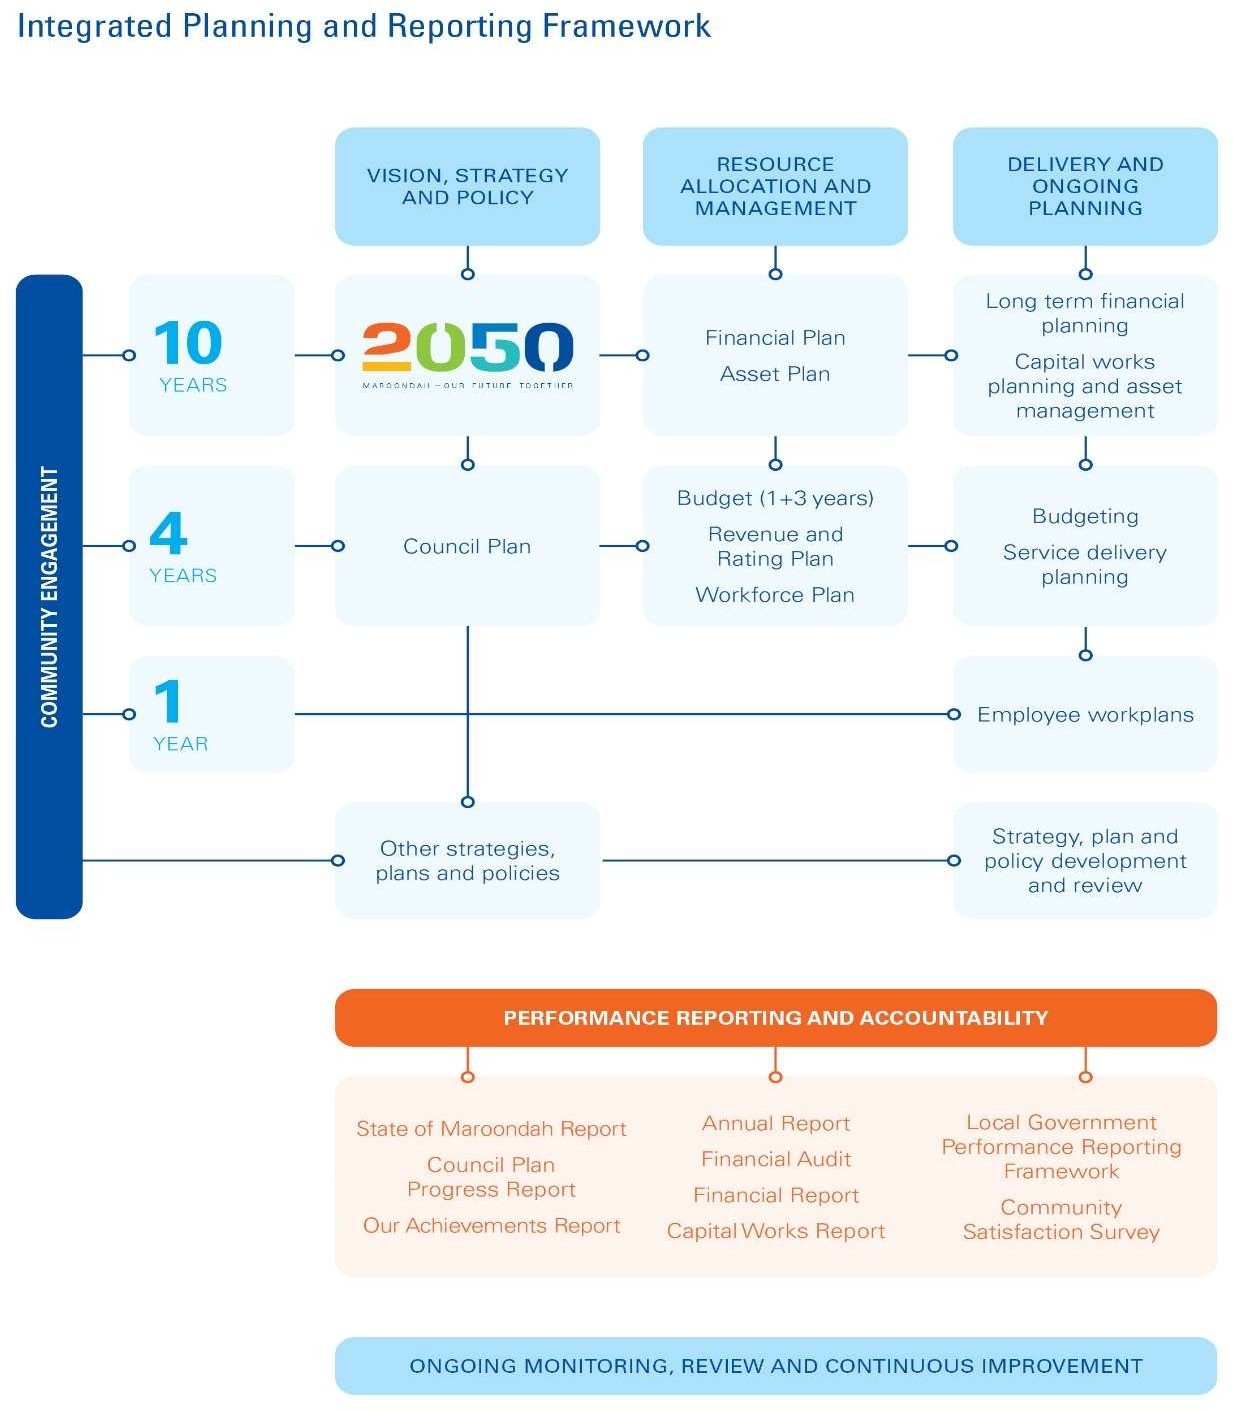 Integrated Planning and Reporting Framework
VISION, STRATEGY
AND POLICY
RESOURCE
ALLOCATION AND
MANAGEMENT
DELIVERY AND
ONGOING
PLANNING
COMMUNITY ENGAGEMENT
10
YEARS
2050
MAROONDAH – OUR FUTURE TOGETHER
Financial Plan
Asset Plan
Long term financial
planning
Capital works
planning and asset
management
4
YEARS
Council Plan
Budget (1+3 years)
Revenue and
Rating Plan
Workforce Plan
Budgeting
Service delivery
planning
1
YEAR
Employee workplans
Other strategies,
plans and policies
Strategy, plan and
policy development
and review
PERFORMANCE REPORTING AND ACCOUNTABILITY
State of Maroondah Report
Council Plan
Progress Report
Our Achievements Report
Annual Report
Financial Audit
Financial Report
Capital Works Report
Local Government
Performance Reporting
Framework
Community
Satisfaction Survey
ONGOING MONITORING, REVIEW AND CONTINUOUS IMPROVEMENT